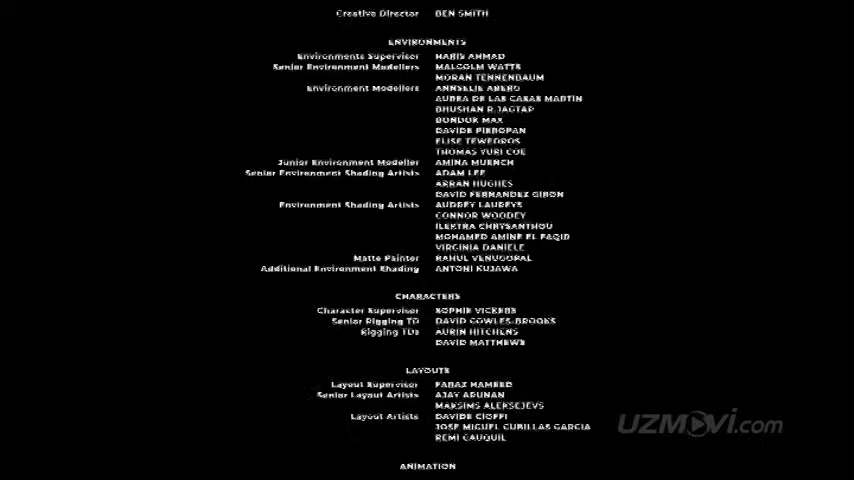 Creative Director BEN SMITH
ENVIRONMENTS
Environments Supervisor HARIS AHMAD
Senior Environment Modellers MALCOLM WATTS
MORAN TENNENBAUM
Environment Modellers ANNSELIE
AUREA DE LAS CASAS MARTIN
BHUSHAN R.JAGTAP
BONDOR MAX
DAVIDE PIEROPAN
ELISE TEWEDROS
THOMAS YURI COE
Junior Environment Modeller AMINA MUENCH
Senior Environment Shading Artists ADAM LEE
ARRAN HUGHES
DAVID FERNANDEZ GIRON
Environment Shading Artists AUDREY LAUREYS
CONNOR WOODEY
ILEKTRA CHRYSANTHOU
MOHAMED AMINE EL FAQID
VIRGINIA DANIELE
Matte Painter RAHUL VENUGOPAL
Additional Environment Shading ANTONI KUJAWA
CHARACTERS
Character Supervisor SOPHIE VICKERS
Senior Rigging TD DAVID COWLES-BROOKS
Rigging TDs AURIN HITCHENS
DAVID MATTHEWS
LAYOUTS
Layout Supervisor FARAZ HAMEED
Senior Layout Artists AJAY ARUNAN
MAKSIMS ALEKSEJEVS
Layout Artists DAVIDE CIOFFI
JOSE MIGUEL CUBILLAS GARCIA
REMI CAUQUIL
UZMOVi.com
ANIMATION